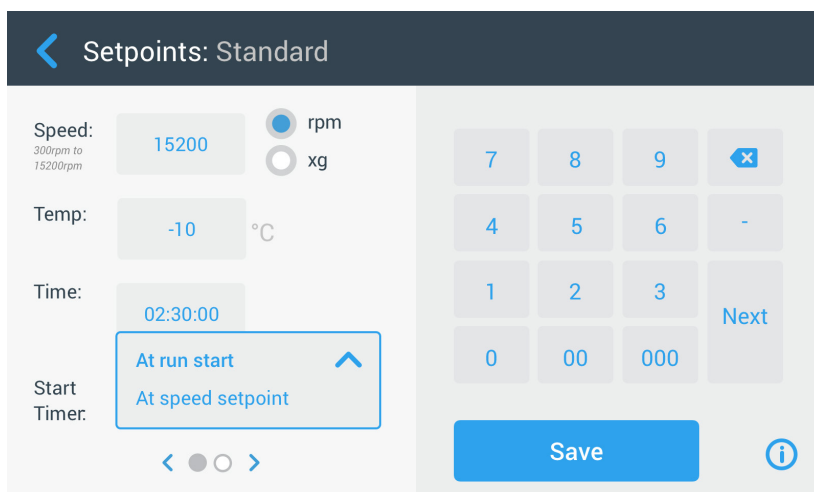 Setpoints: Standard
Speed:
300rpm to
15200rpm
15200
rpm
xg
Temp:
-10
°C
Time:
02:30:00
Start
Timer:
At run start
At speed setpoint
7 8 9
4 5 6 -
1 2 3
Next
0 00 000
Save